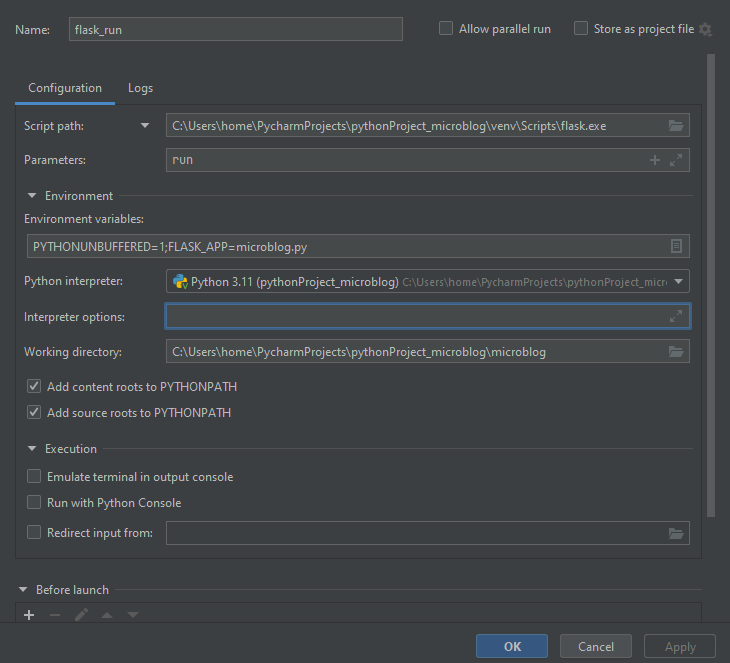 Name: flask_run Allow parallel run Store as project file
Configuration Logs
Script path: C:\Users\home\PycharmProjects\pythonProject_microblog\venv\Scripts\flask.exe
Parameters: run
Environment
Environment variables:
PYTHONUNBUFFERED=1;FLASK_APP=microblog.py
Python interpreter: Python 3.11 (pythonProject_microblog) C:\Users\home\PycharmProjects\pythonProject_micr
Interpreter options:
Working directory: C:\Users\home\PycharmProjects\pythonProject_microblog\microblog
Add content roots to PYTHONPATH
Add source roots to PYTHONPATH
Execution
Emulate terminal in output console
Run with Python Console
Redirect input from:
Before launch
OK Cancel Apply